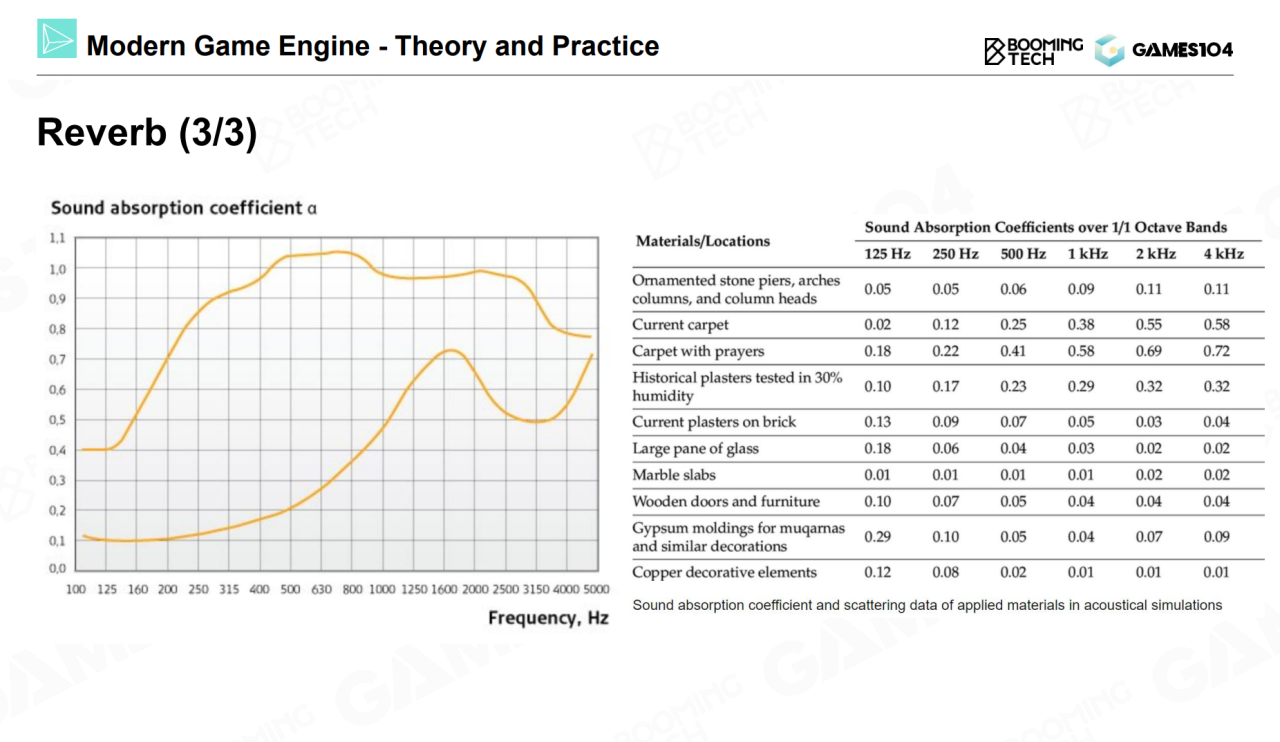 Modern Game Engine - Theory and Practice
BOOMING
TECH
GAMES104
Reverb (3/3)
Sound absorption coefficient α
1,1
1,0
0,9
0,8
0,7
0,6
0,5
0,4
0,3
0,2
0,1
0,0
100 125 160 200 250 315 400 500 630 800 1000 1250 1600 2000 2500 3150 4000 5000
Frequency, Hz
Materials/Locations
Sound Absorption Coefficients over 1/1 Octave Bands
125 Hz 250 Hz 500 Hz 1 kHz 2 kHz 4 kHz
Ornamented stone piers, arches
columns, and column heads
0.05 0.05 0.06 0.09 0.11 0.11
Current carpet 0.02 0.12 0.25 0.38 0.55 0.58
Carpet with prayers 0.18 0.22 0.41 0.58 0.69 0.72
Historical plasters tested in 30%
humidity
0.10 0.17 0.23 0.29 0.32 0.32
Current plasters on brick 0.13 0.09 0.07 0.05 0.03 0.04
Large pane of glass 0.18 0.06 0.04 0.03 0.02 0.02
Marble slabs 0.01 0.01 0.01 0.01 0.02 0.02
Wooden doors and furniture 0.10 0.07 0.05 0.04 0.04 0.04
Gypsum moldings for muqarnas
and similar decorations
0.29 0.10 0.05 0.04 0.07 0.09
Copper decorative elements 0.12 0.08 0.02 0.01 0.01 0.01
Sound absorption coefficient and scattering data of applied materials in acoustical simulations